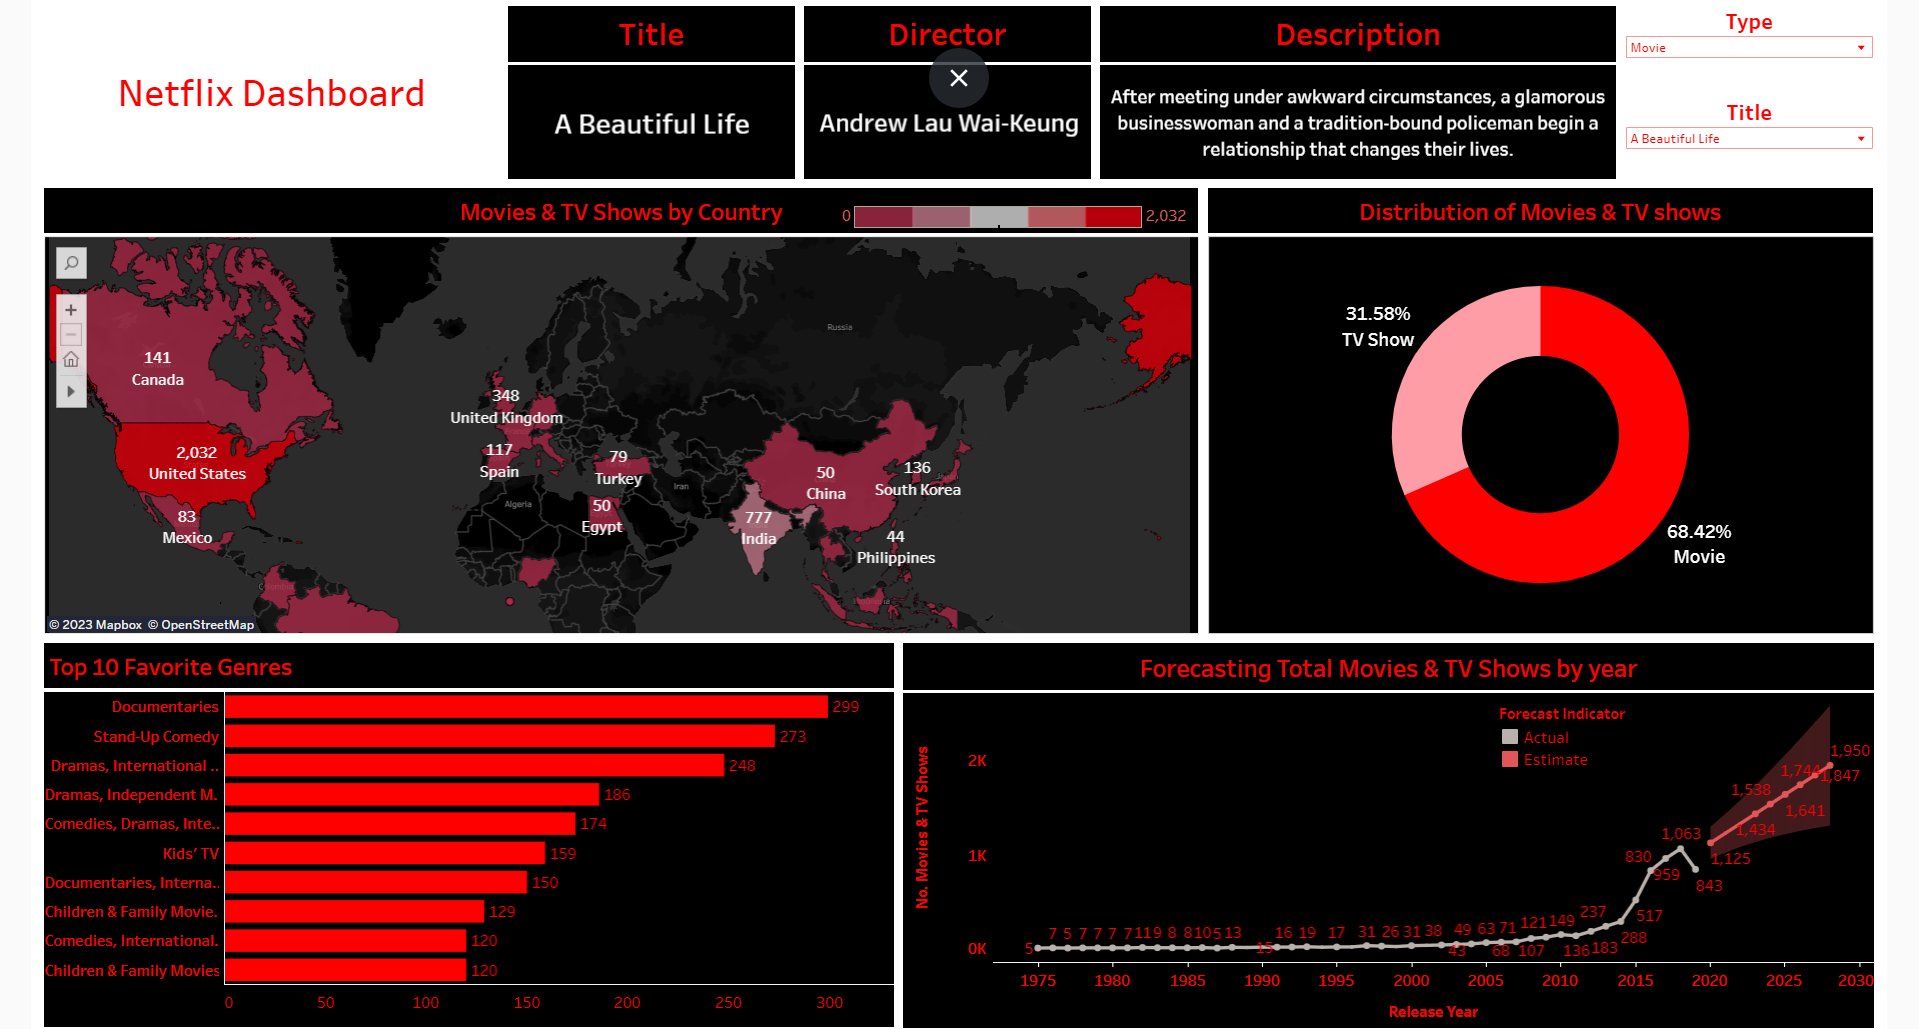 Netflix Dashboard
Title
Director
Description
A Beautiful Life
Andrew Lau Wai-Keung
After meeting under awkward circumstances, a glamorous
businesswoman and a tradition-bound policeman begin a
relationship that changes their lives.
Type
Movie
Title
A Beautiful Life
Movies & TV Shows by Country
0
2,032
Russia
141
Canada
348
United Kingdom
2,032
United States
117
Spain
79
Turkey
Iran
50
China
136
South Korea
Algeria
50
Egypt
777
India
83
Mexico
44
Philippines
© 2023 Mapbox © OpenStreetMap
Distribution of Movies & TV shows
31.58%
TV Show
68.42%
Movie
Top 10 Favorite Genres
Documentaries 299
Stand-Up Comedy 273
Dramas, International .. 248
Dramas, Independent M. 186
Comedies, Dramas, Inte.. 174
Kids' TV 159
Documentaries, Interna.. 150
Children & Family Movie. 129
Comedies, International. 120
Children & Family Movies 120
0 50 100 150 200 250 300
Forecasting Total Movies & TV Shows by year
Forecast Indicator
Actual
Estimate
No. Movies & TV Shows
2K
1K
0K
1,950
1,744
1,847
1,538
1,641
1,434
1,063
1,125
830
959
843
517
237
288
5 7 5 7 7 7 7 11 9 8 8 10 5 13 15 16 19 17 31 26 31 38 43 49 63 68 71 107 121 149 136 183
1975 1980 1985 1990 1995 2000 2005 2010 2015 2020 2025 2030
Release Year